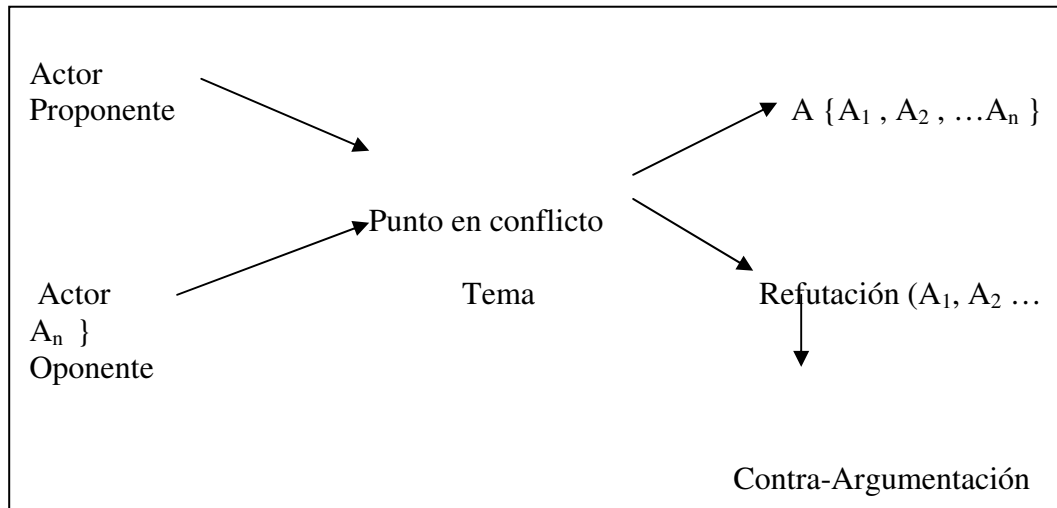 Actor
Proponente
A {A₁ , A₂ , …Aₙ }
Punto en conflicto
Actor
Tema
Refutación (A₁, A₂ …
Aₙ }
Oponente
Contra-Argumentación